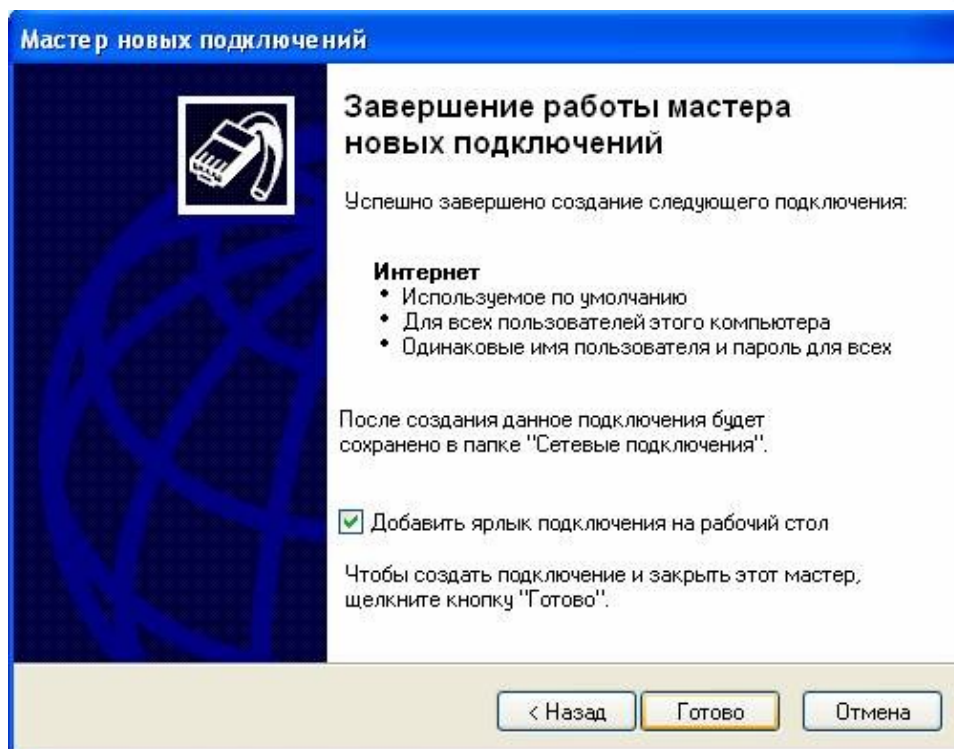 Мастер новых подключений
Завершение работы мастера
новых подключений
Успешно завершено создание следующего подключения:
Интернет
• Используемое по умолчанию
• Для всех пользователей этого компьютера
• Одинаковые имя пользователя и пароль для всех
После создания данное подключения будет
сохранено в папке "Сетевые подключения".
Добавить ярлык подключения на рабочий стол
Чтобы создать подключение и закрыть этот мастер,
щелкните кнопку "Готово".
< Назад Готово Отмена